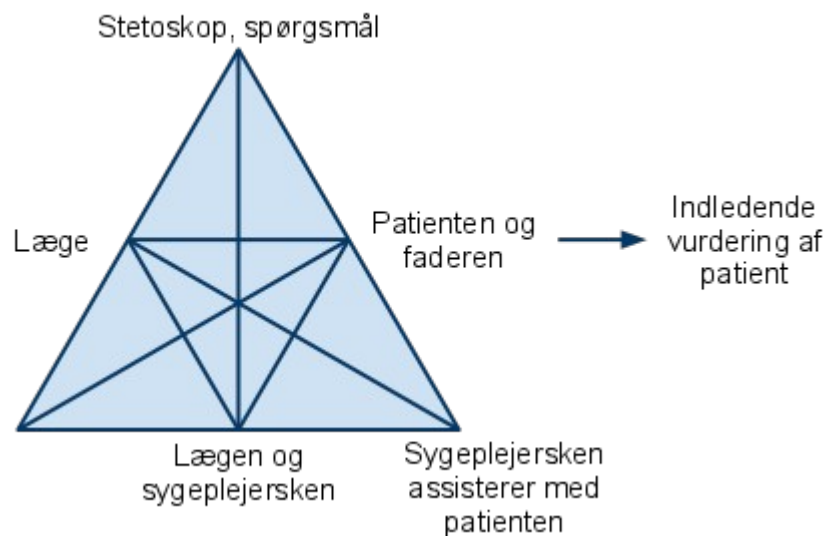 Stetoskop, spørgsmål
Læge
Patienten og
faderen
Indledende
vurdering af
patient
Lægen og
sygeplejersken
Sygeplejersken
assisterer med
patienten